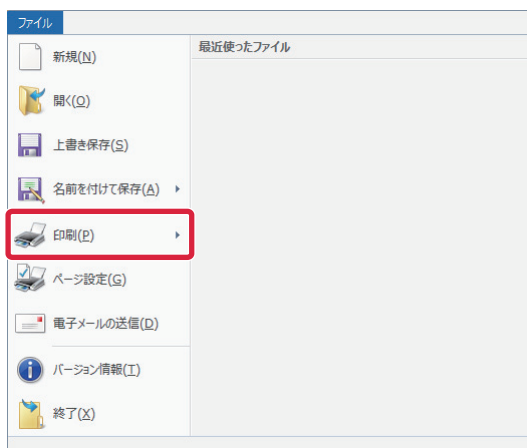 ファイル
最近使ったファイル
新規(N)
開く(O)
上書き保存(S)
名前を付けて保存(A)
印刷(P)
ページ設定(G)
電子メールの送信(D)
バージョン情報(T)
終了(X)